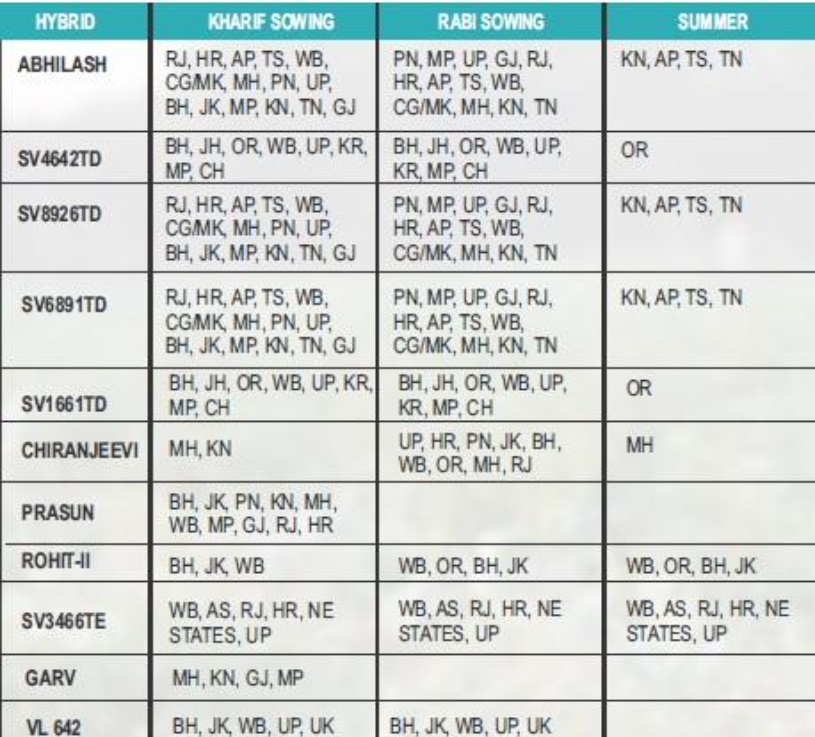 HYBRID KHARIF SOWING RABI SOWING SUMMER
ABHILASH
RJ, HR, AP, TS, WB,
CG/MK, MH, PN, UP,
BH, JK, MP, KN, TN, GJ
PN, MP, UP, GJ, RJ,
HR, AP, TS, WB,
CG/MK, MH, KN, TN
KN, AP, TS, TN
SV4642TD
BH, JH, OR, WB, UP, KR,
MP, CH
BH, JH, OR, WB, UP,
KR, MP, CH
OR
SV8926TD
RJ, HR, AP, TS, WB,
CG/MK, MH, PN, UP,
BH, JK, MP, KN, TN, GJ
PN, MP, UP, GJ, RJ,
HR, AP, TS, WB,
CG/MK, MH, KN, TN
KN, AP, TS, TN
SV6891TD
RJ, HR, AP, TS, WB,
CG/MK, MH, PN, UP,
BH, JK, MP, KN, TN, GJ
PN, MP, UP, GJ, RJ,
HR, AP, TS, WB,
CG/MK, MH, KN, TN
KN, AP, TS, TN
SV1661TD
BH, JH, OR, WB, UP, KR,
MP, CH
BH, JH, OR, WB, UP,
KR, MP, CH
OR
CHIRANJEEVI
MH, KN
UP, HR, PN, JK, BH,
WB, OR, MH, RJ
MH
PRASUN
BH, JK, PN, KN, MH,
WB, MP, GJ, RJ, HR
ROHIT-II
BH, JK, WB
WB, OR, BH, JK
WB, OR, BH, JK
SV3466TE
WB, AS, RJ, HR, NE
STATES, UP
WB, AS, RJ, HR, NE
STATES, UP
WB, AS, RJ, HR, NE
STATES, UP
GARV
MH, KN, GJ, MP
VL 642
BH, JK, WB, UP, UK
BH, JK, WB, UP, UK